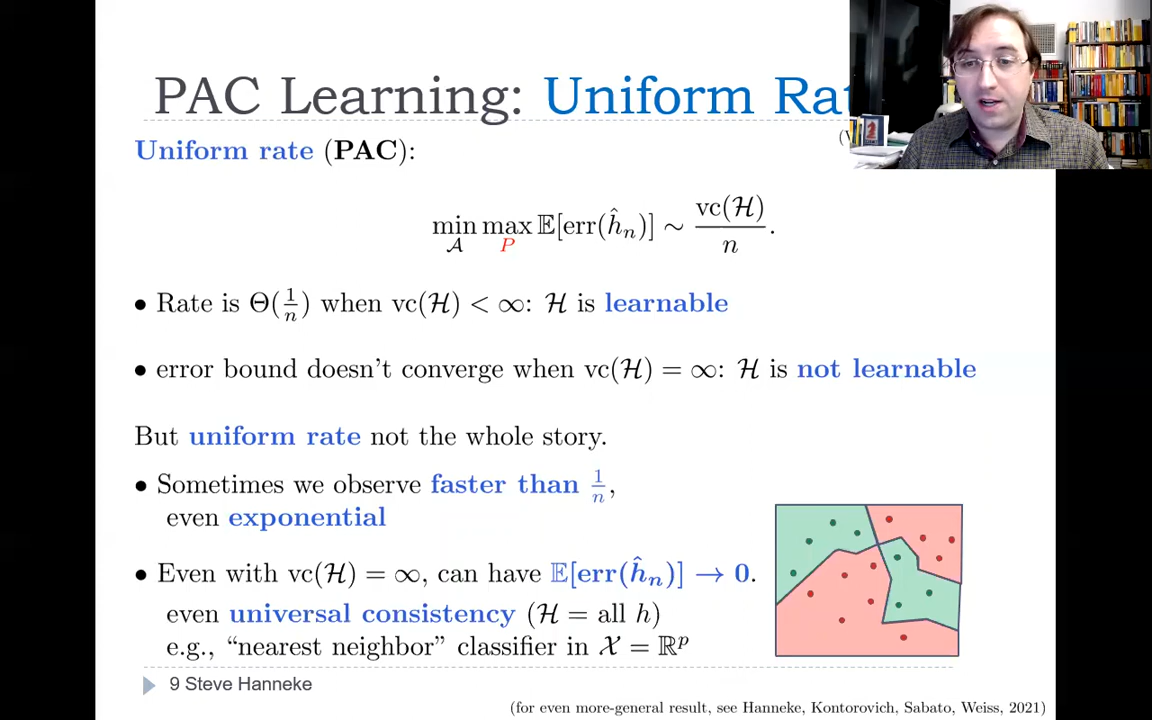 PAC Learning: Uniform Rat
Uniform rate (PAC):
min_𝒜 max_P 𝔼[err(ĥ_n)] ∼ vc(ℋ)/n.
• Rate is Θ(1/n) when vc(ℋ) < ∞: ℋ is learnable
• error bound doesn't converge when vc(ℋ) = ∞: ℋ is not learnable
But uniform rate not the whole story.
• Sometimes we observe faster than 1/n,
even exponential
• Even with vc(ℋ) = ∞, can have 𝔼[err(ĥ_n)] → 0.
even universal consistency (ℋ = all h)
e.g., "nearest neighbor" classifier in 𝒳 = ℝ^p
9 Steve Hanneke
(for even more-general result, see Hanneke, Kontorovich, Sabato, Weiss, 2021)